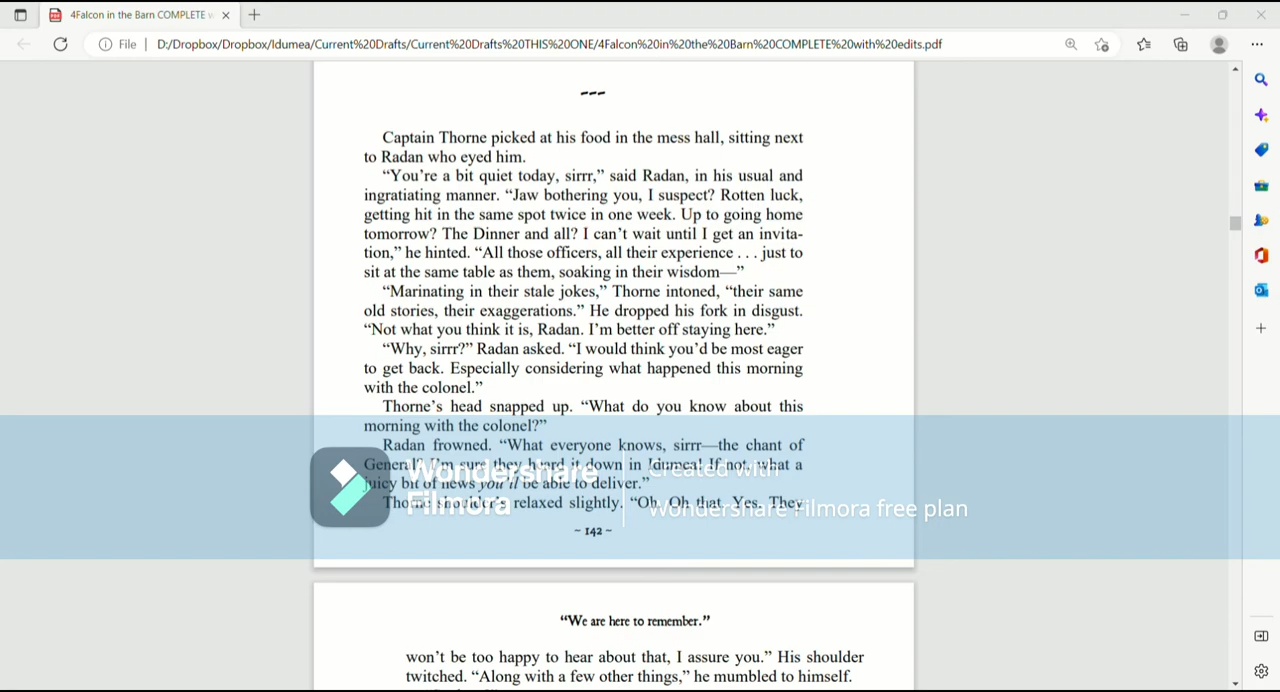 4Falcon in the Barn COMPLETE w
File | D:/Dropbox/Dropbox/Idumea/Current%20Drafts/Current%20Drafts%20THIS%20ONE/4Falcon%20in%20the%20Barn%20COMPLETE%20with%20edits.pdf
~~~
Captain Thorne picked at his food in the mess hall, sitting next
to Radan who eyed him.
“You’re a bit quiet today, sirrr,” said Radan, in his usual and
ingratiating manner. “Jaw bothering you, I suspect? Rotten luck,
getting hit in the same spot twice in one week. Up to going home
tomorrow? The Dinner and all? I can’t wait until I get an invita-
tion,” he hinted. “All those officers, all their experience . . . just to
sit at the same table as them, soaking in their wisdom—”
“Marinating in their stale jokes,” Thorne intoned, “their same
old stories, their exaggerations.” He dropped his fork in disgust.
“Not what you think it is, Radan. I’m better off staying here.”
“Why, sirrr?” Radan asked. “I would think you’d be most eager
to get back. Especially considering what happened this morning
with the colonel.”
Thorne’s head snapped up. “What do you know about this
morning with the colonel?”
Radan frowned. “What everyone knows, sirrr—the chant of
General? I’m sure they heard it down in Idumea! If not, what a
juicy bit of news you’ll be able to deliver.”
Thorne shoulder’s relaxed slightly. “Oh. Oh that. Yes. They
Wondershare
Filmora
Created with
Wondershare Filmora free plan
~ 142 ~
“We are here to remember.”
won’t be too happy to hear about that, I assure you.” His shoulder
twitched. “Along with a few other things,” he mumbled to himself.